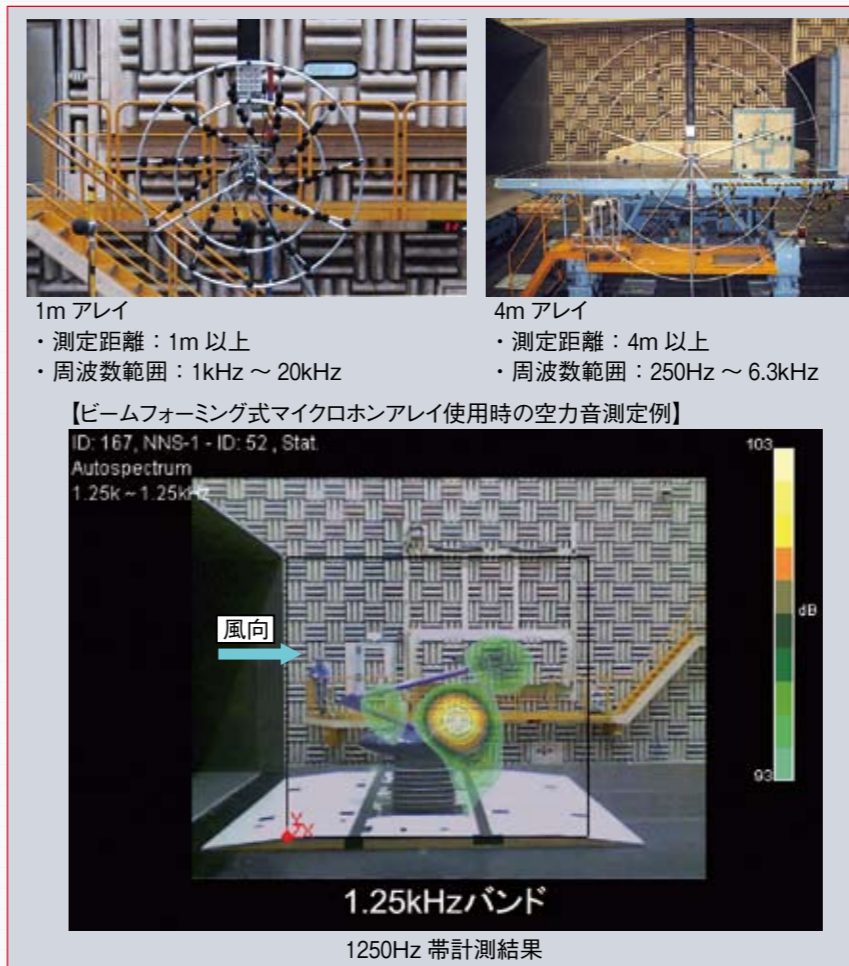 1m アレイ
・測定距離：1m 以上
・周波数範囲：1kHz ～ 20kHz
4m アレイ
・測定距離：4m 以上
・周波数範囲：250Hz ～ 6.3kHz
【ビームフォーミング式マイクロホンアレイ使用時の空力音測定例】
ID: 167, NNS-1 - ID: 52 , Stat.
Autospectrum
1.25k ~ 1.25kHz
103
dB
93
風向
Y
Z X
1.25kHzバンド
1250Hz 帯計測結果